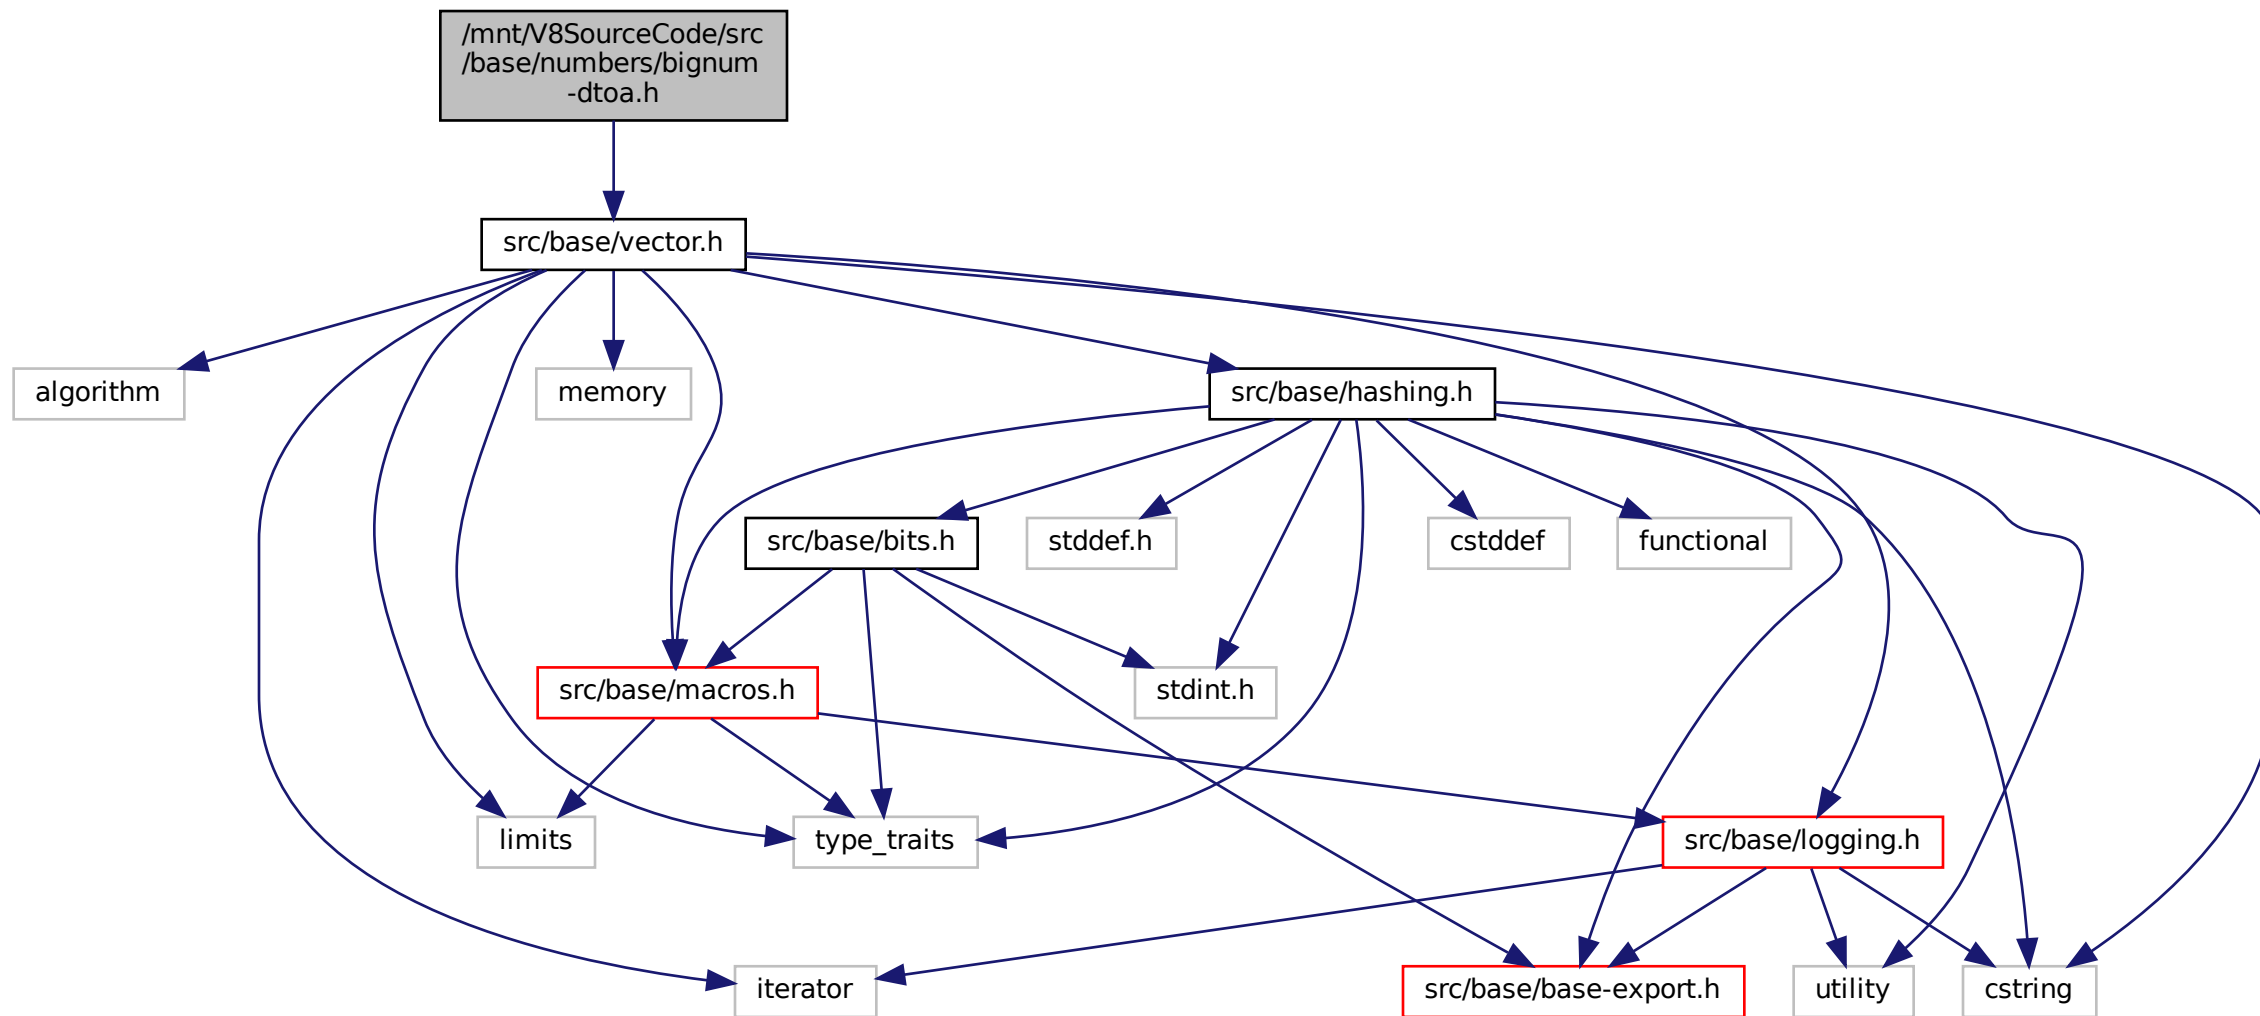 /mnt/V8SourceCode/src
/base/numbers/bignum
-dtoa.h
src/base/vector.h
algorithm
memory
src/base/hashing.h
src/base/bits.h
stddef.h
cstddef
functional
src/base/macros.h
stdint.h
limits
type_traits
src/base/logging.h
iterator
src/base/base-export.h
utility
cstring